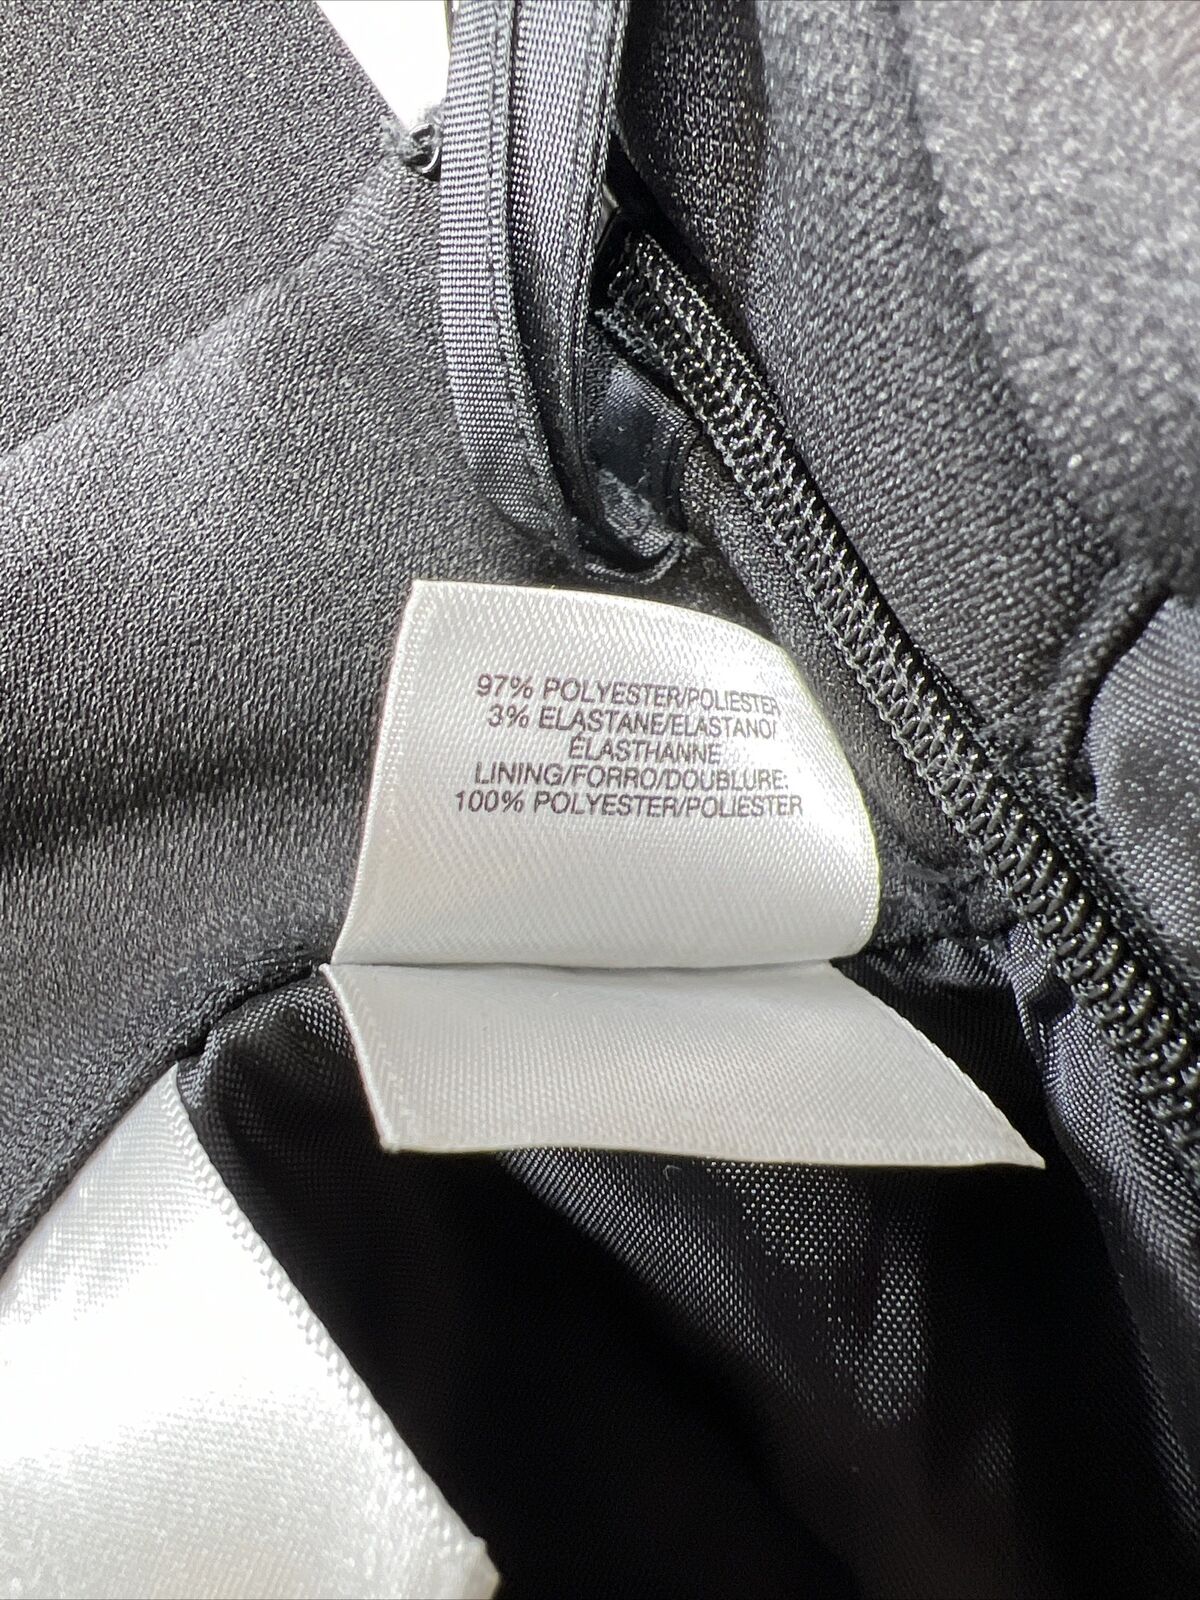 97% POLYESTER/POLIESTER
3% ELASTANE/ELASTANO/
ÉLASTHANNE
LINING/FORRO/DOUBLURE:
100% POLYESTER/POLIESTER